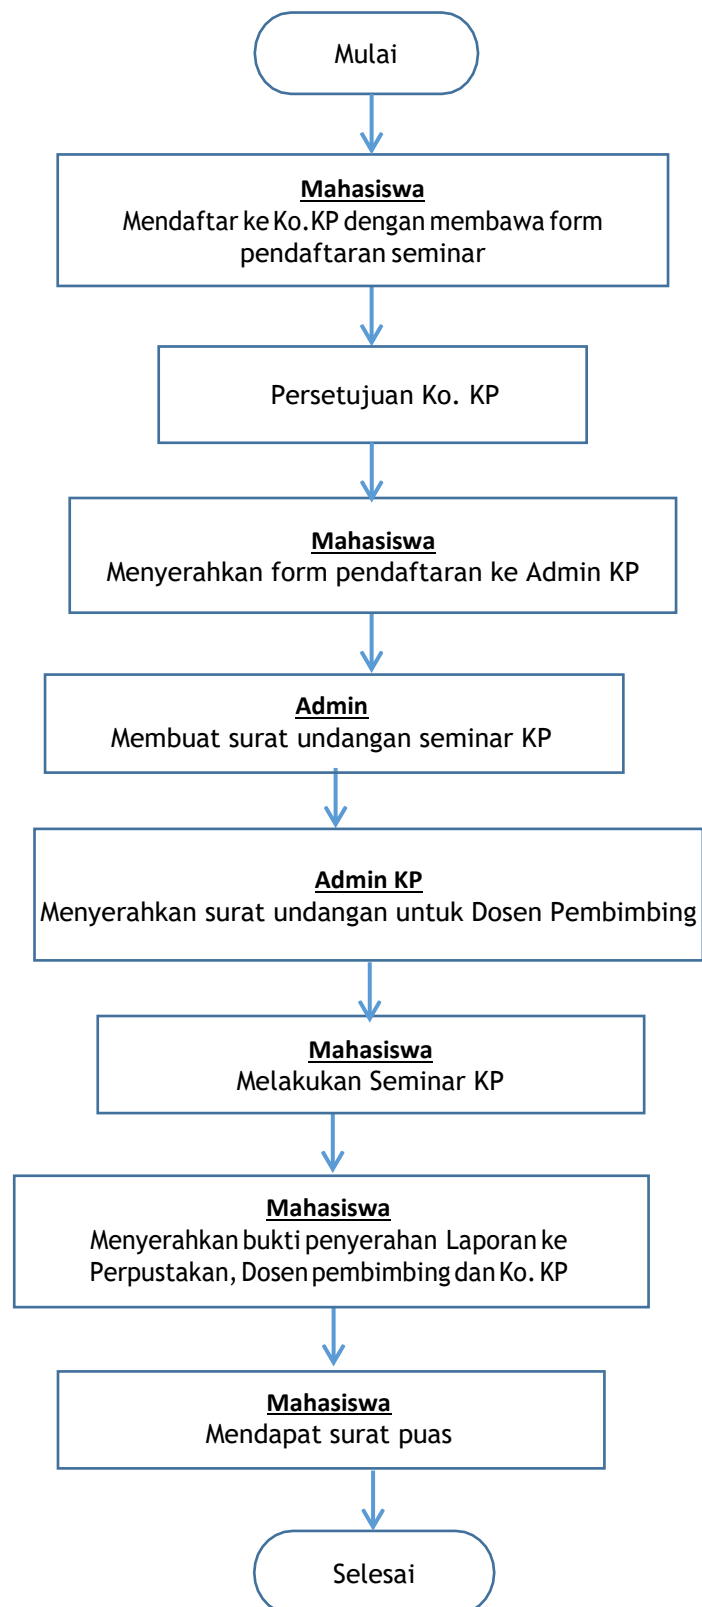 Mulai
Mahasiswa
Mendaftar ke Ko.KP dengan membawa form
pendaftaran seminar
Persetujuan Ko. KP
Mahasiswa
Menyerahkan form pendaftaran ke Admin KP
Admin
Membuat surat undangan seminar KP
Admin KP
Menyerahkan surat undangan untuk Dosen Pembimbing
Mahasiswa
Melakukan Seminar KP
Mahasiswa
Menyerahkan bukti penyerahan Laporan ke
Perpustakan, Dosen pembimbing dan Ko. KP
Mahasiswa
Mendapat surat puas
Selesai